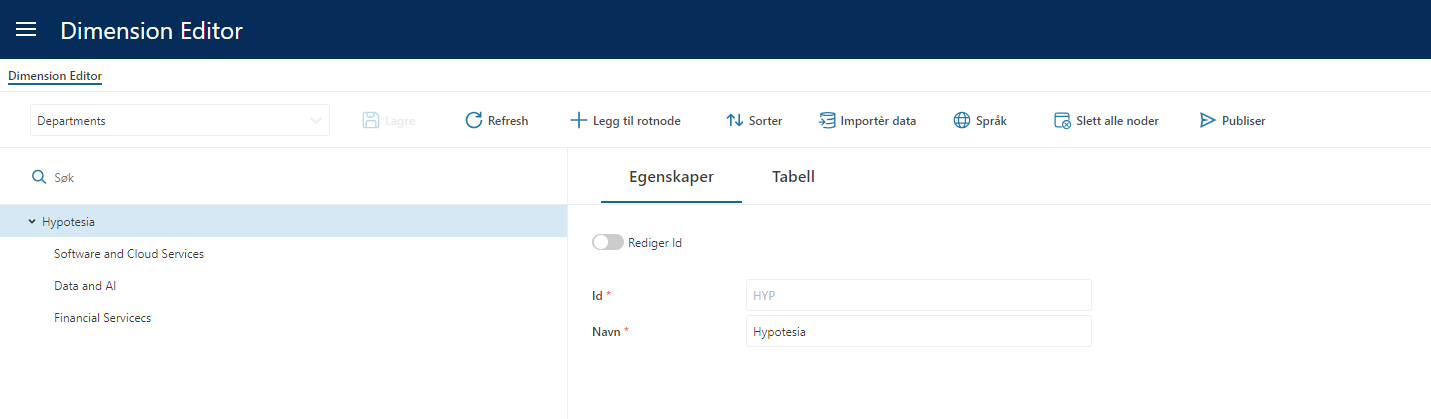 Dimension Editor
Dimension Editor
Departments Lagre Refresh Legg til rotnode Sorter Importér data Språk Slett alle noder Publiser
Søk
Egenskaper Tabell
Hypotesia
Software and Cloud Services
Data and AI
Financial Servicecs
Rediger Id
Id * HYP
Navn * Hypotesia